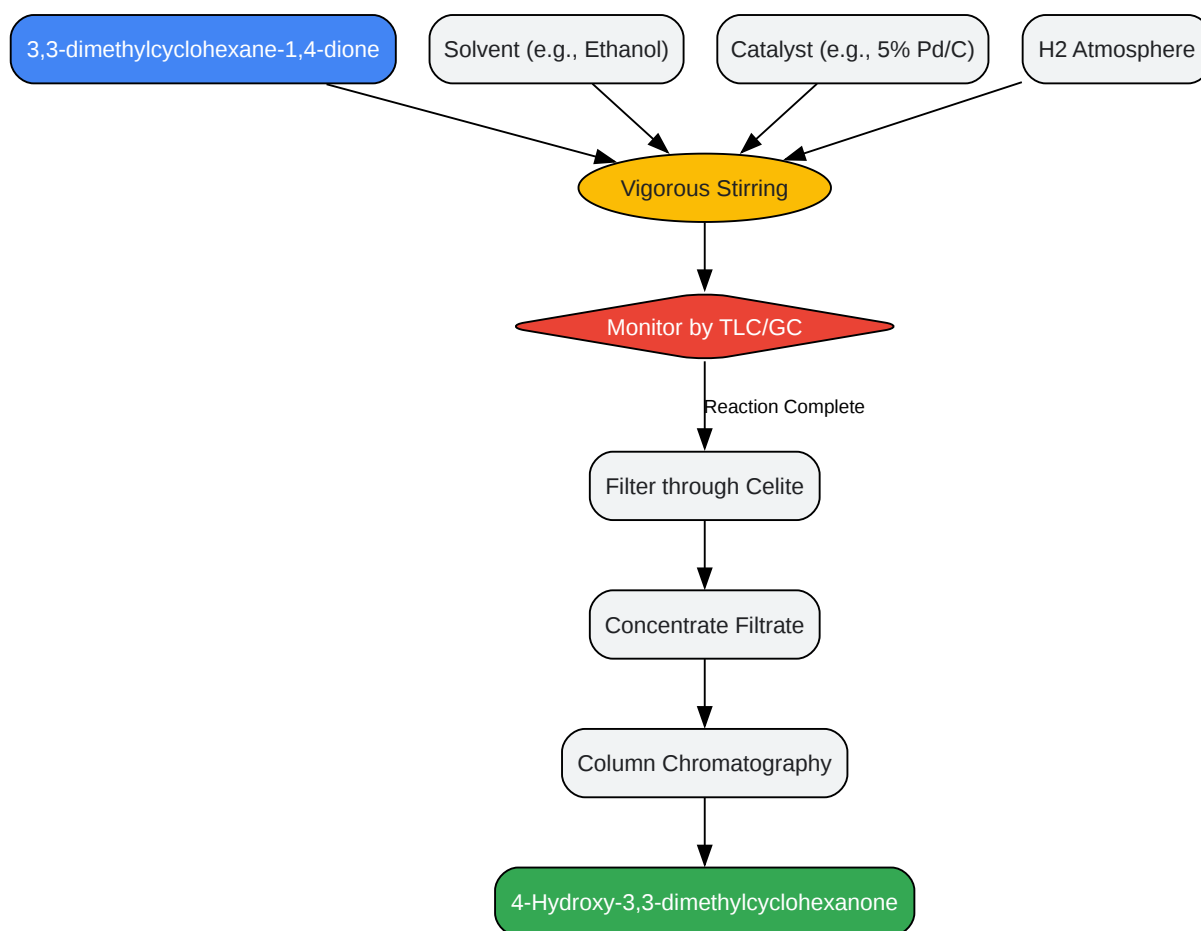 3,3-dimethylcyclohexane-1,4-dione
Solvent (e.g., Ethanol)
Catalyst (e.g., 5% Pd/C)
H2 Atmosphere
Vigorous Stirring
Monitor by TLC/GC
Reaction Complete
Filter through Celite
Concentrate Filtrate
Column Chromatography
4-Hydroxy-3,3-dimethylcyclohexanone